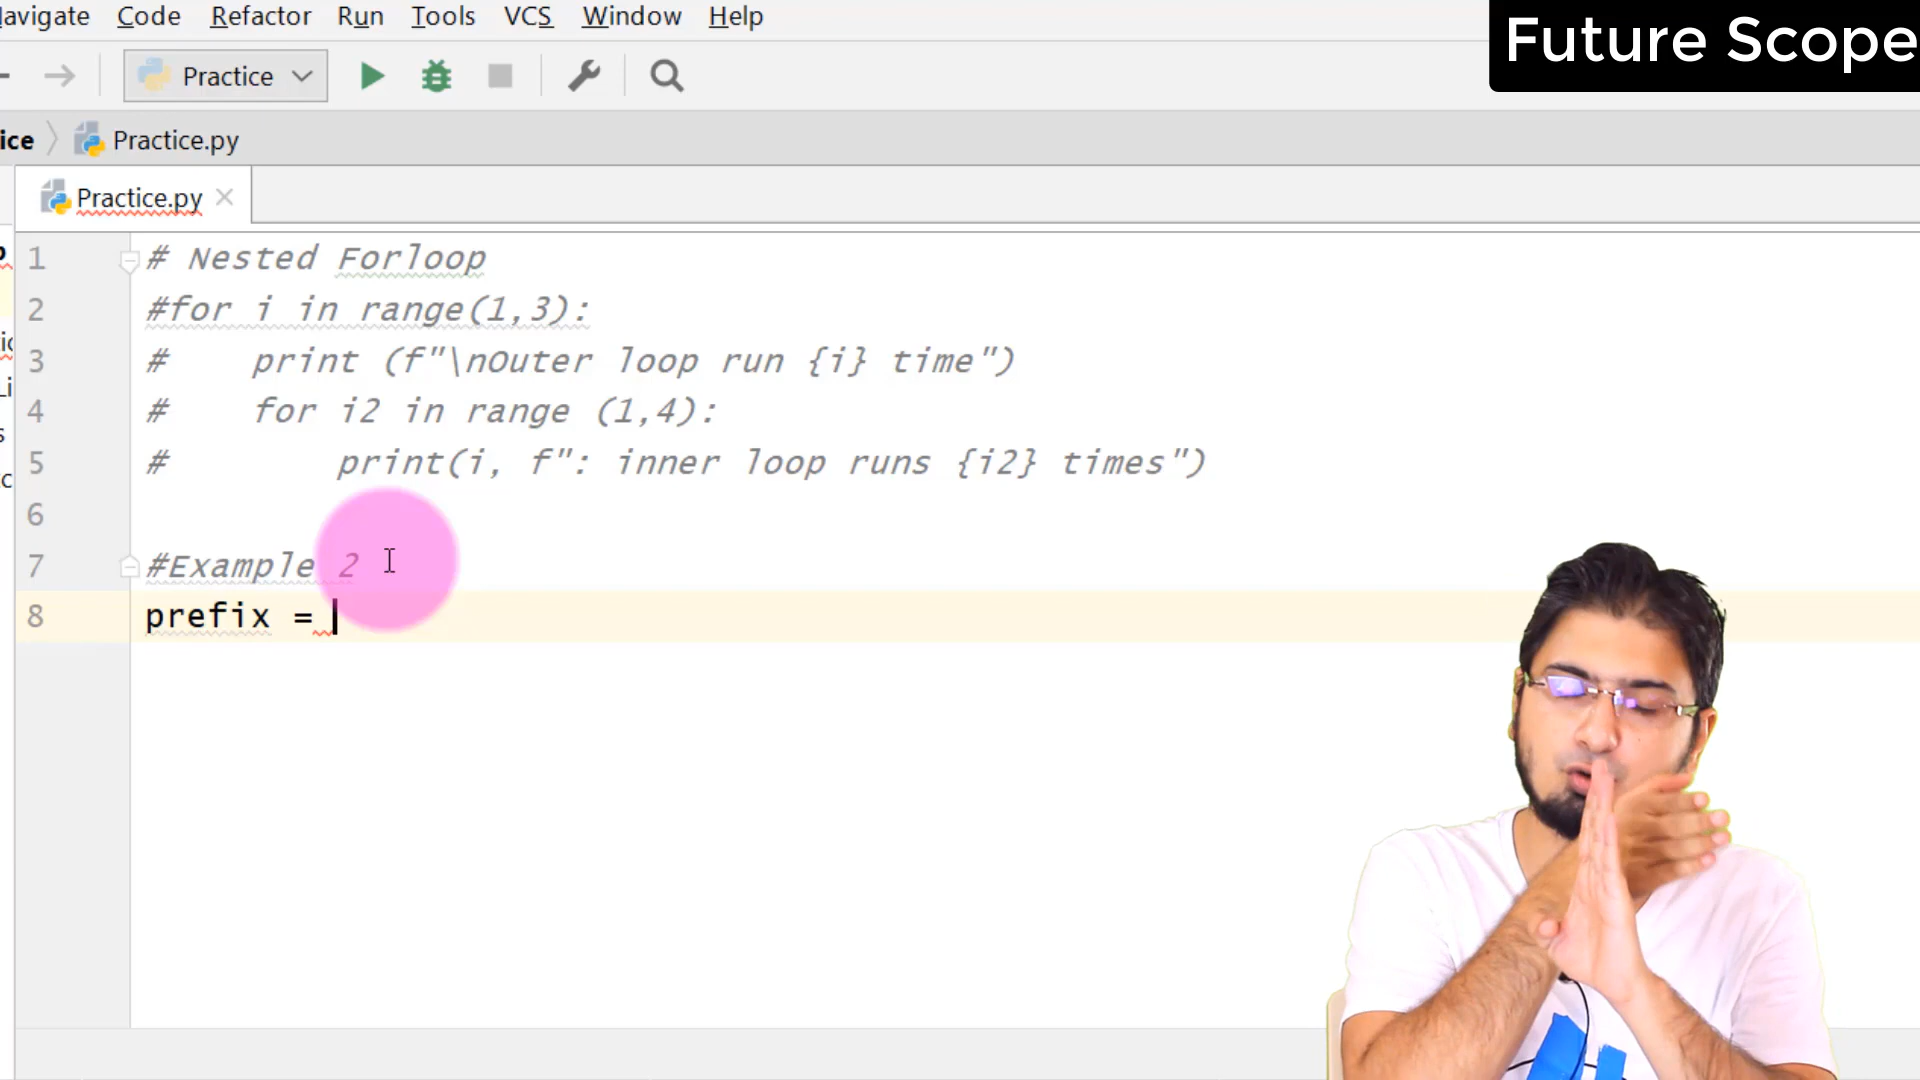 Navigate Code Refactor Run Tools VCS Window Help
Future Scope
Practice
ice Practice.py
Practice.py
1 # Nested Forloop
2 #for i in range(1,3):
3 #    print (f"\nOuter loop run {i} time")
4 #    for i2 in range (1,4):
5 #        print(i, f": inner loop runs {i2} times")
6
7 #Example 2
8 prefix =